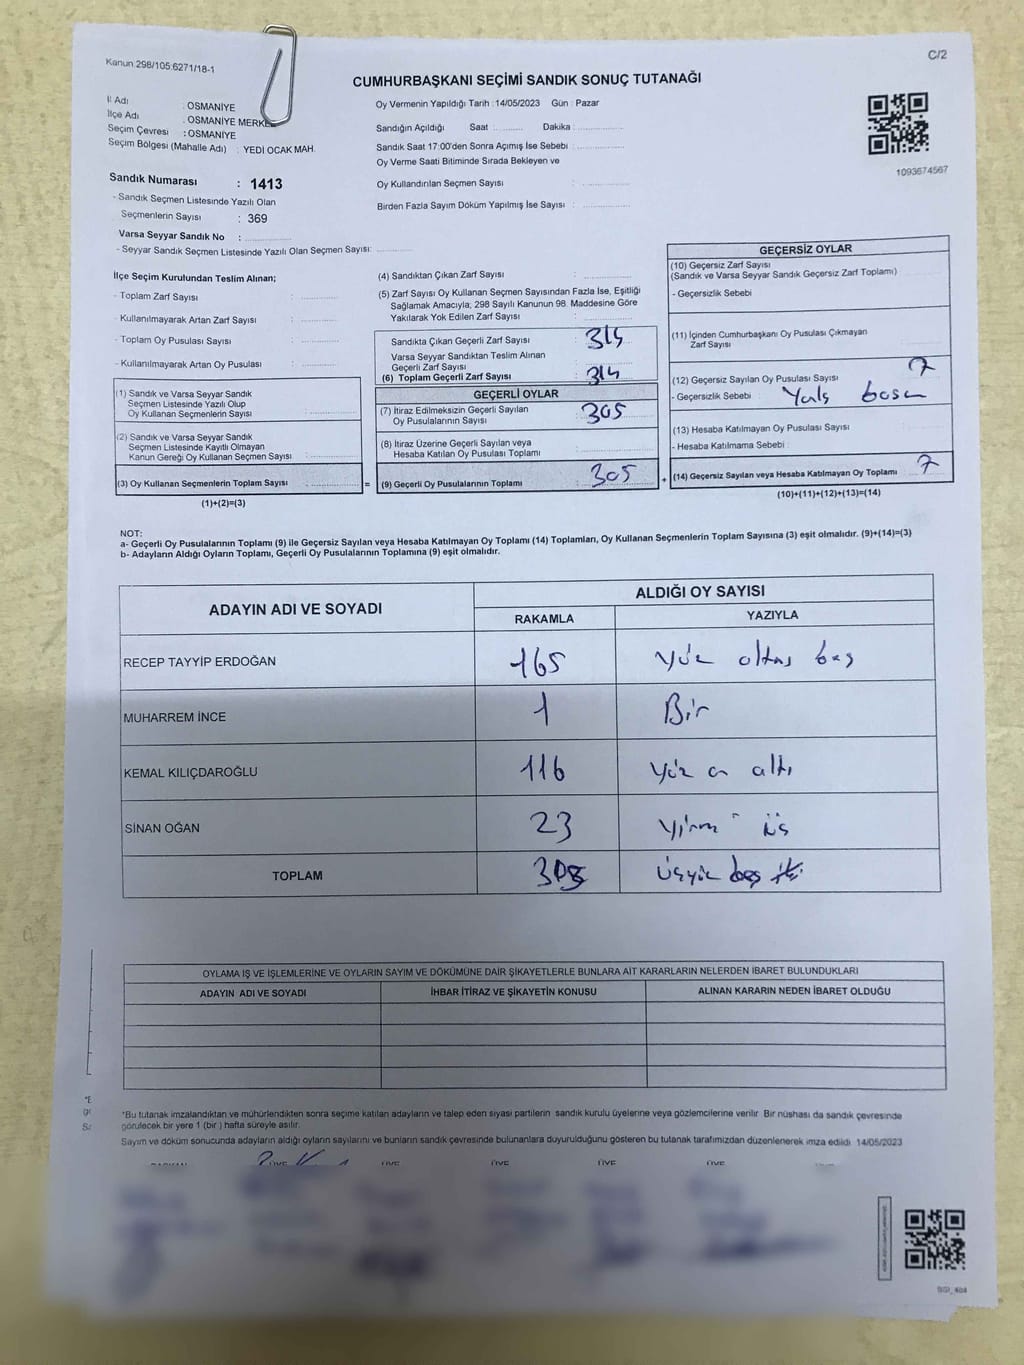 Kanun 298/105:6271/18-1
C/2
CUMHURBAŞKANI SEÇİMİ SANDIK SONUÇ TUTANAĞI
İl Adı : OSMANİYE
İlçe Adı : OSMANİYE MERKEZ
Seçim Çevresi : OSMANİYE
Seçim Bölgesi (Mahalle Adı) : YEDİ OCAK MAH.
Sandık Numarası : 1413
- Sandık Seçmen Listesinde Yazılı Olan
Seçmenlerin Sayısı : 369
Varsa Seyyar Sandık No :
- Seyyar Sandık Seçmen Listesinde Yazılı Olan Seçmen Sayısı:
Oy Vermenin Yapıldığı Tarih :14/05/2023 Gün : Pazar
Sandığın Açıldığı Saat : Dakika :
Sandık Saat 17:00'den Sonra Açımış İse Sebebi :
Oy Verme Saati Bitiminde Sırada Bekleyen ve
Oy Kullandırılan Seçmen Sayısı :
Birden Fazla Sayım Döküm Yapılmış İse Sayısı :
1093674567
İlçe Seçim Kurulundan Teslim Alınan;
- Toplam Zarf Sayısı :
- Kullanılmayarak Artan Zarf Sayısı :
- Toplam Oy Pusulası Sayısı :
- Kullanılmayarak Artan Oy Pusulası :
(1) Sandık ve Varsa Seyyar Sandık
Seçmen Listesinde Yazılı Olup
Oy Kullanan Seçmenlerin Sayısı :
(2) Sandık ve Varsa Seyyar Sandık
Seçmen Listesinde Kayıtlı Olmayan
Kanun Gereği Oy Kullanan Seçmen Sayısı :
(3) Oy Kullanan Seçmenlerin Toplam Sayısı : =
(1)+(2)=(3)
(4) Sandıktan Çıkan Zarf Sayısı :
(5) Zarf Sayısı Oy Kullanan Seçmen Sayısından Fazla İse, Eşitliği
Sağlamak Amacıyla; 298 Sayılı Kanunun 98. Maddesine Göre
Yakılarak Yok Edilen Zarf Sayısı :
Sandıkta Çıkan Geçerli Zarf Sayısı : 314
Varsa Seyyar Sandıktan Teslim Alınan
Geçerli Zarf Sayısı :
(6) Toplam Geçerli Zarf Sayısı : 314
GEÇERLİ OYLAR
(7) İtiraz Edilmeksizin Geçerli Sayılan 305
Oy Pusulalarının Sayısı :
(8) İtiraz Üzerine Geçerli Sayılan veya
Hesaba Katılan Oy Pusulası Toplamı :
(9) Geçerli Oy Pusulalarının Toplamı : 305 +
GEÇERSİZ OYLAR
(10) Geçersiz Zarf Sayısı
(Sandık ve Varsa Seyyar Sandık Geçersiz Zarf Toplamı) :
- Geçersizlik Sebebi
(11) İçinden Cumhurbaşkanı Oy Pusulası Çıkmayan
Zarf Sayısı :
(12) Geçersiz Sayılan Oy Pusulası Sayısı : 7
- Geçersizlik Sebebi :
(13) Hesaba Katılmayan Oy Pusulası Sayısı :
- Hesaba Katılmama Sebebi :
(14) Geçersiz Sayılan veya Hesaba Katılmayan Oy Toplamı : 7
(10)+(11)+(12)+(13)=(14)
NOT:
a- Geçerli Oy Pusulalarının Toplamı (9) ile Geçersiz Sayılan veya Hesaba Katılmayan Oy Toplamı (14) Toplamları, Oy Kullanan Seçmenlerin Toplam Sayısına (3) eşit olmalıdır. (9)+(14)=(3)
b- Adayların Aldığı Oyların Toplamı, Geçerli Oy Pusulalarının Toplamına (9) eşit olmalıdır.
ADAYIN ADI VE SOYADI
ALDIĞI OY SAYISI
RAKAMLA YAZIYLA
RECEP TAYYİP ERDOĞAN 165 Yüz altmış beş
MUHARREM İNCE 1 Bir
KEMAL KILIÇDAROĞLU 116 Yüz on altı
SİNAN OĞAN 23 Yirmi üç
TOPLAM 305 Üçyüz beş
OYLAMA İŞ VE İŞLEMLERİNE VE OYLARIN SAYIM VE DÖKÜMÜNE DAİR ŞİKAYETLERLE BUNLARA AİT KARARLARIN NELERDEN İBARET BULUNDUKLARI
ADAYIN ADI VE SOYADI İHBAR İTİRAZ VE ŞİKAYETİN KONUSU ALINAN KARARIN NEDEN İBARET OLDUĞU
*Bu tutanak imzalandıktan ve mühürlendikten sonra seçime katılan adayların ve talep eden siyasi partilerin sandık kurulu üyelerine veya gözlemcilerine verilir. Bir nüshası da sandık çevresinde
görülecek bir yere 1 (bir) hafta süreyle asılır.
Sayım ve döküm sonucunda adayların aldığı oyların sayılarını ve bunların sandık çevresinde bulunanlara duyurulduğunu gösteren bu tutanak tarafımızdan düzenlenerek imza edildi. 14/05/2023
ÜYE ÜYE ÜYE ÜYE ÜYE